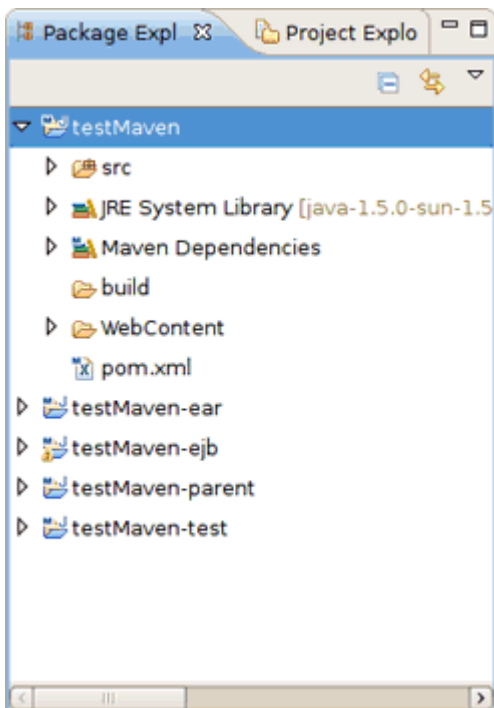 Package Expl Project Explo
testMaven
src
JRE System Library [java-1.5.0-sun-1.5
Maven Dependencies
build
WebContent
pom.xml
testMaven-ear
testMaven-ejb
testMaven-parent
testMaven-test